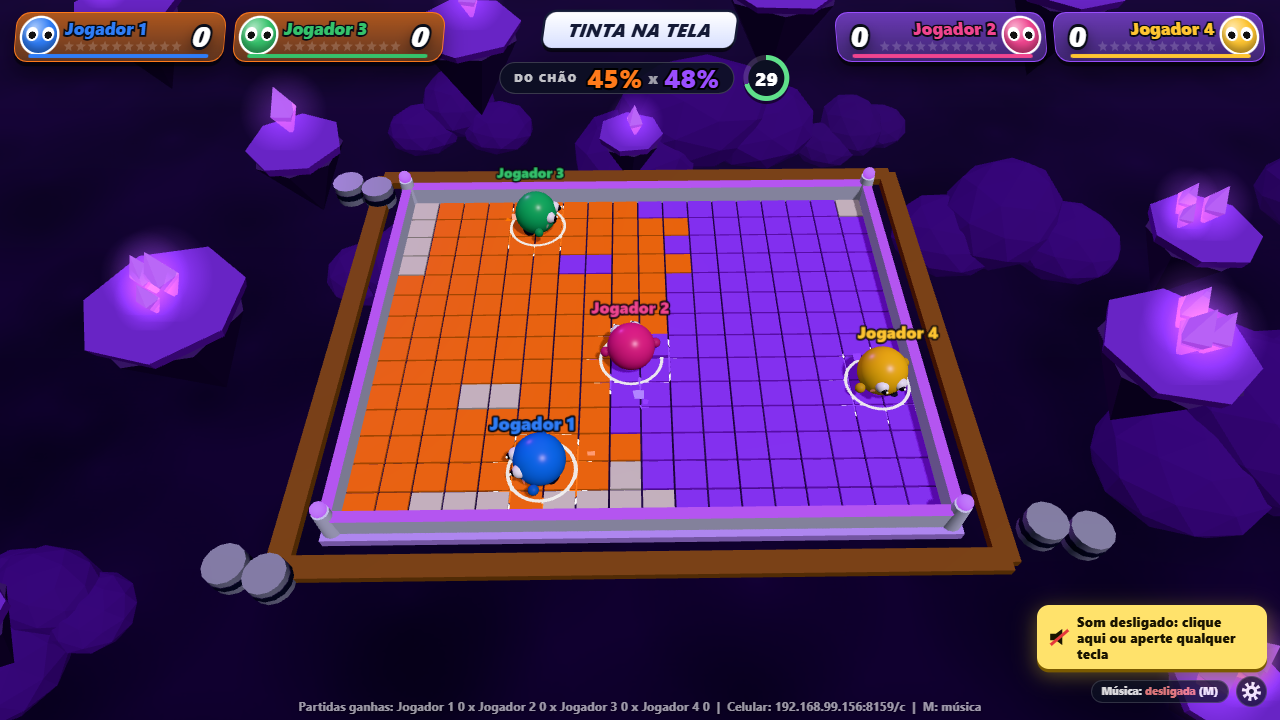 Jogador 1
0
Jogador 3
0
TINTA NA TELA
0
Jogador 2
0
Jogador 4
DO CHÃO 45% x 48%
29
Jogador 3
Jogador 2
Jogador 4
Jogador 1
Som desligado: clique
aqui ou aperte qualquer
tecla
Música: desligada (M)
Partidas ganhas: Jogador 1 0 x Jogador 2 0 x Jogador 3 0 x Jogador 4 0 | Celular: 192.168.99.156:8159/c | M: música